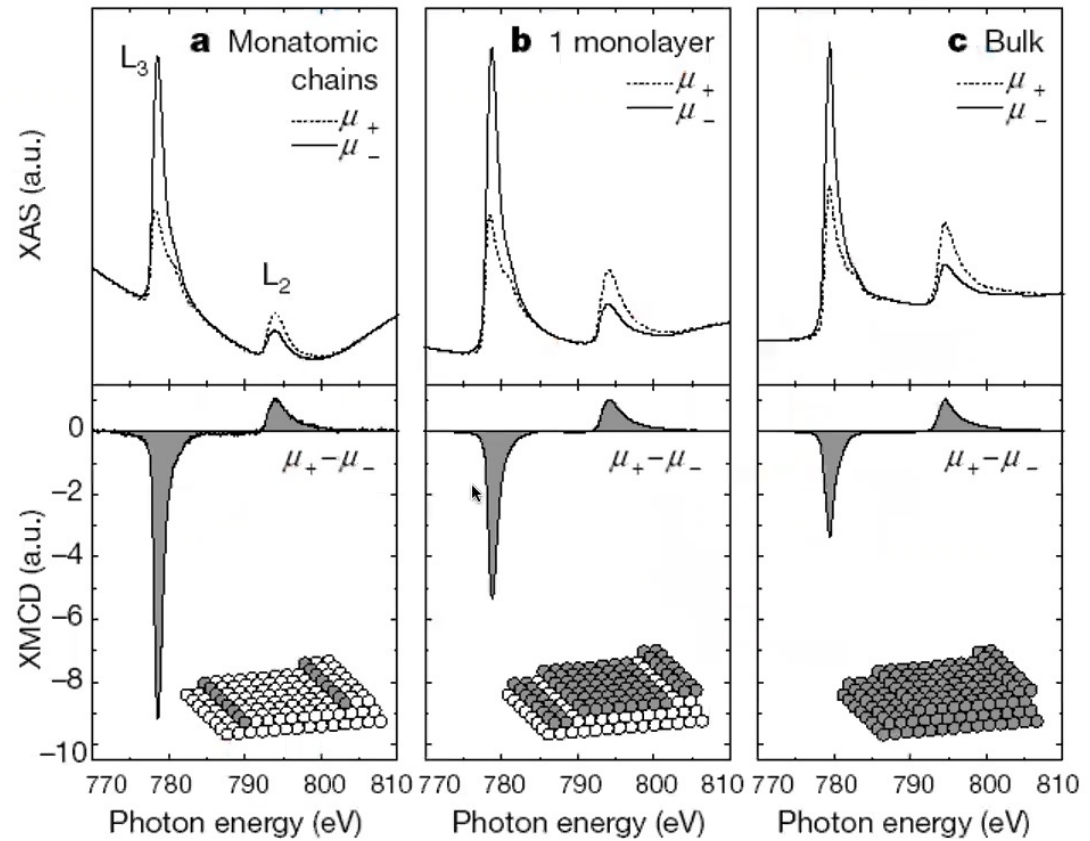 a Monatomic
chains
L₃
μ₊
μ₋
L₂
XAS (a.u.)
b 1 monolayer
μ₊
μ₋
c Bulk
μ₊
μ₋
0
−2
−4
−6
−8
−10
XMCD (a.u.)
μ₊−μ₋
μ₊−μ₋
μ₊−μ₋
770 780 790 800 810
770 780 790 800 810
770 780 790 800 810
Photon energy (eV)
Photon energy (eV)
Photon energy (eV)